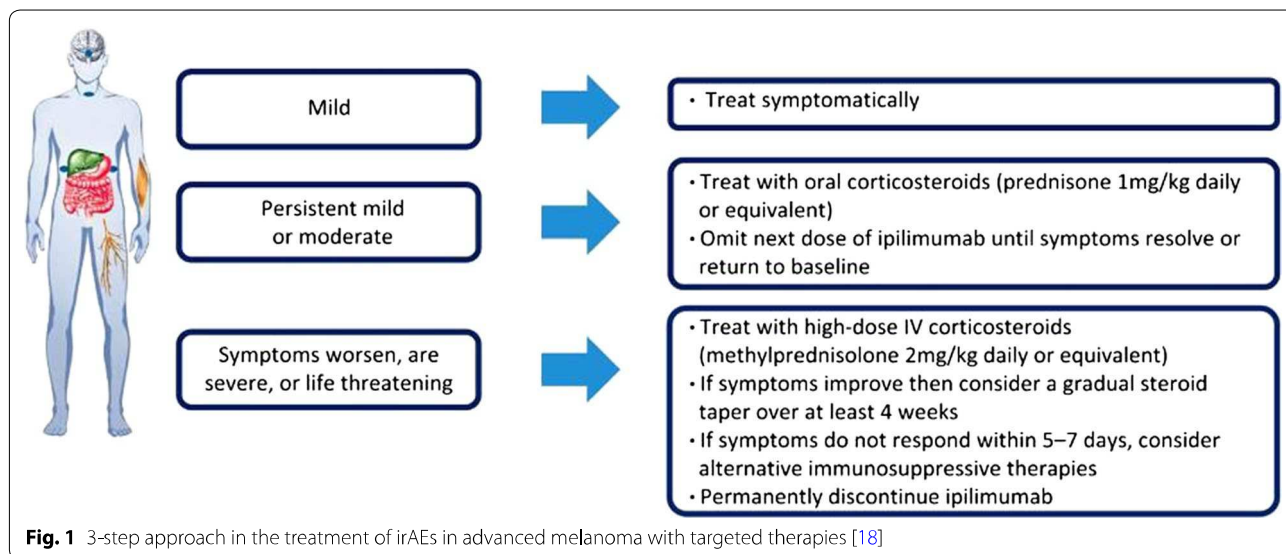 Mild
• Treat symptomatically
Persistent mild
or moderate
• Treat with oral corticosteroids (prednisone 1mg/kg daily
or equivalent)
• Omit next dose of ipilimumab until symptoms resolve or
return to baseline
Symptoms worsen, are
severe, or life threatening
• Treat with high-dose IV corticosteroids
(methylprednisolone 2mg/kg daily or equivalent)
• If symptoms improve then consider a gradual steroid
taper over at least 4 weeks
• If symptoms do not respond within 5–7 days, consider
alternative immunosuppressive therapies
• Permanently discontinue ipilimumab
Fig. 1 3-step approach in the treatment of irAEs in advanced melanoma with targeted therapies [18]